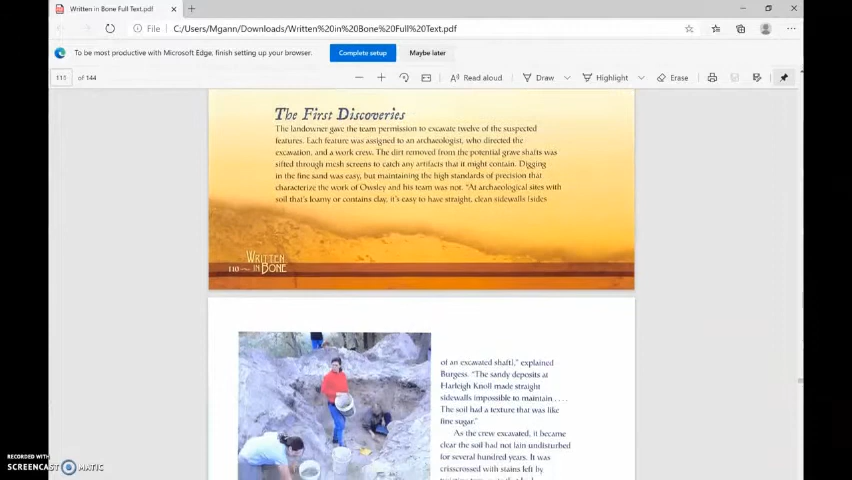 Written in Bone Full Text.pdf
File
C:/Users/Mgann/Downloads/Written%20in%20Bone%20Full%20Text.pdf
To be most productive with Microsoft Edge, finish setting up your browser.
Complete setup
Maybe later
of 144
Read aloud
Draw
Highlight
Erase
The First Discoveries
The landowner gave the team permission to excavate twelve of the suspected
features. Each feature was assigned to an archaeologist, who directed the
excavation, and a work crew. The dirt removed from the potential grave shafts was
sifted through mesh screens to catch any artifacts that it might contain. Digging
in the fine sand was easy, but maintaining the high standards of precision that
characterize the work of Owsley and his team was not. "At archaeological sites with
soil that's loamy or contains clay, it's easy to have straight, clean sidewalls [sides
110
WRITTEN
IN BONE
of an excavated shaft]," explained
Burgess. "The sandy deposits at
Harleigh Knoll made straight
sidewalls impossible to maintain . . . .
The soil had a texture that was like
fine sugar."
As the crew excavated, it became
clear the soil had not lain undisturbed
for several hundred years. It was
crisscrossed with stains left by
RECORDED WITH
SCREENCAST MATIC